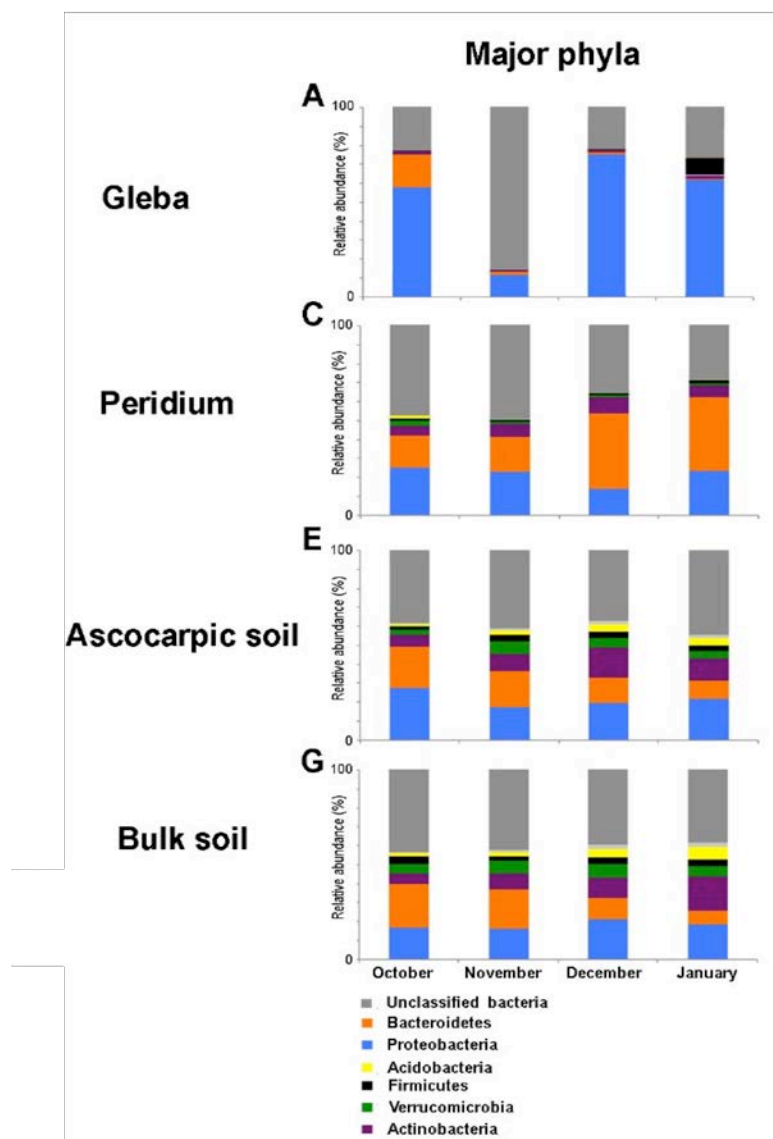 Major phyla
A
Gleba
Relative abundance (%)
100
0
C
Peridium
Relative abundance (%)
100
0
E
Ascocarpic soil
Relative abundance (%)
100
0
G
Bulk soil
Relative abundance (%)
100
0
October November December January
Unclassified bacteria
Bacteroidetes
Proteobacteria
Acidobacteria
Firmicutes
Verrucomicrobia
Actinobacteria